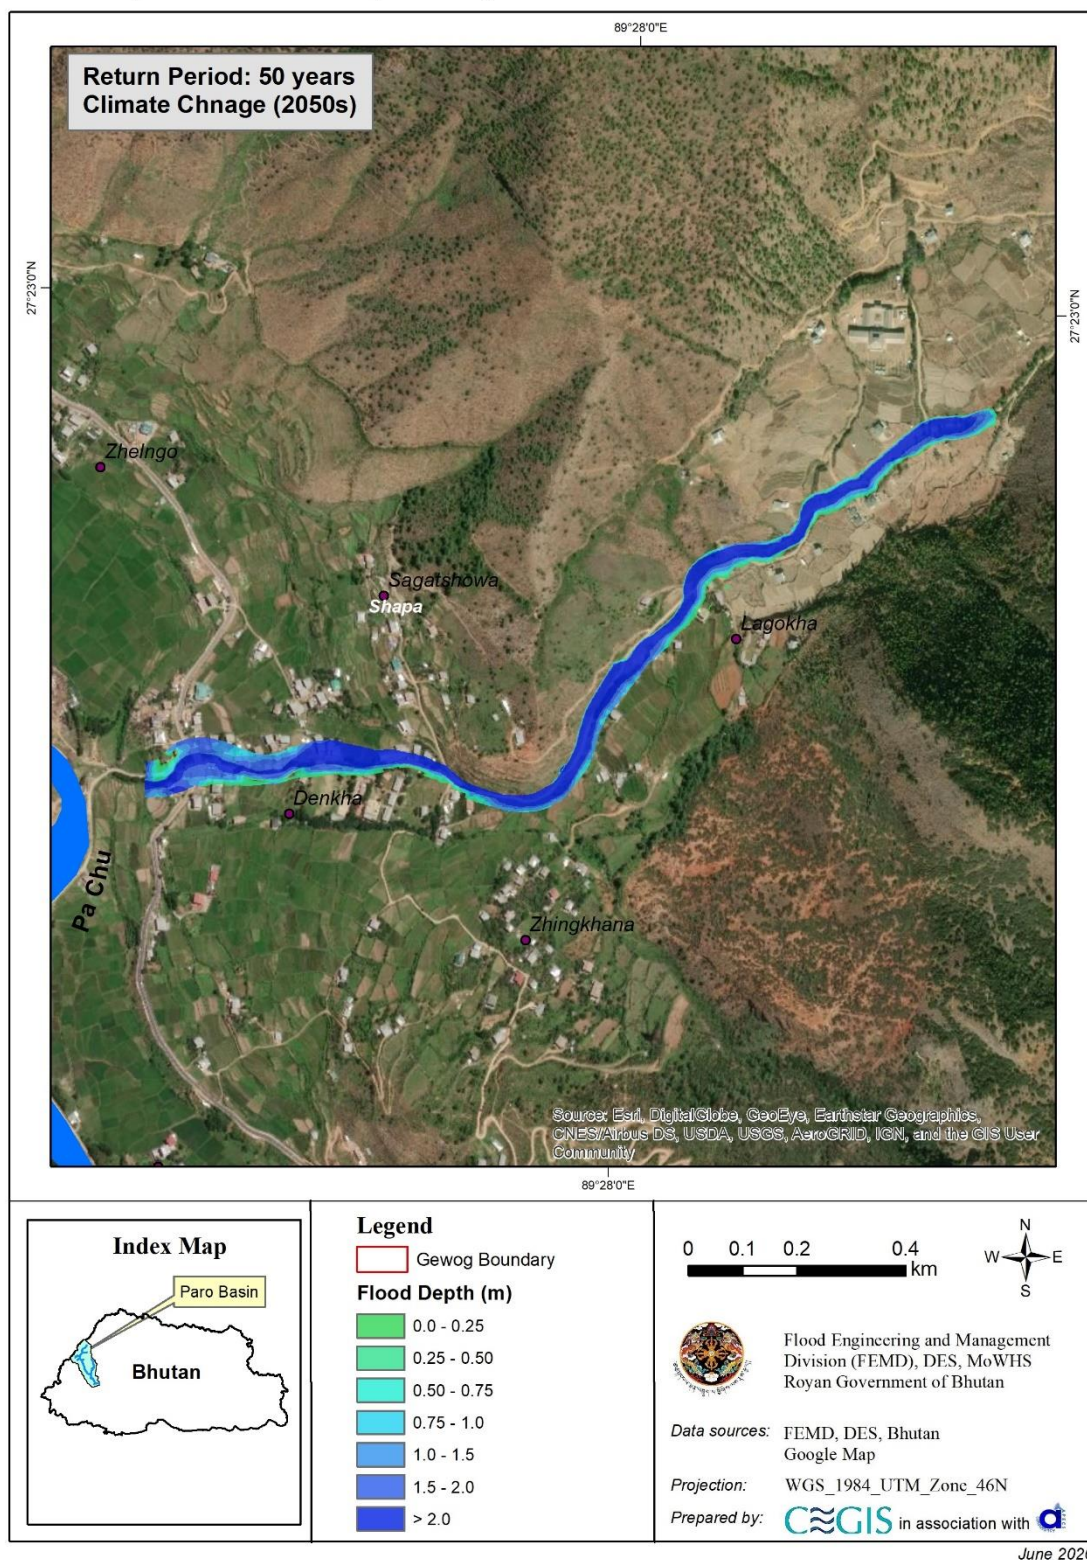 89°28'0"E
Return Period: 50 years
Climate Chnage (2050s)
27°23'0"N
27°23'0"N
Zhelngo
Sagatshowa
Shapa
Lagokha
Denkha
Pa Chu
Zhingkhana
Source: Esri, DigitalGlobe, GeoEye, Earthstar Geographics,
CNES/Airbus DS, USDA, USGS, AeroGRID, IGN, and the GIS User
Community
89°28'0"E
Index Map
Paro Basin
Bhutan
Legend
Gewog Boundary
Flood Depth (m)
0.0 - 0.25
0.25 - 0.50
0.50 - 0.75
0.75 - 1.0
1.0 - 1.5
1.5 - 2.0
> 2.0
0 0.1 0.2 0.4
km
N
W E
S
Flood Engineering and Management
Division (FEMD), DES, MoWHS
Royan Government of Bhutan
Data sources: FEMD, DES, Bhutan
Google Map
Projection: WGS_1984_UTM_Zone_46N
Prepared by: CEGIS in association with
June 2020